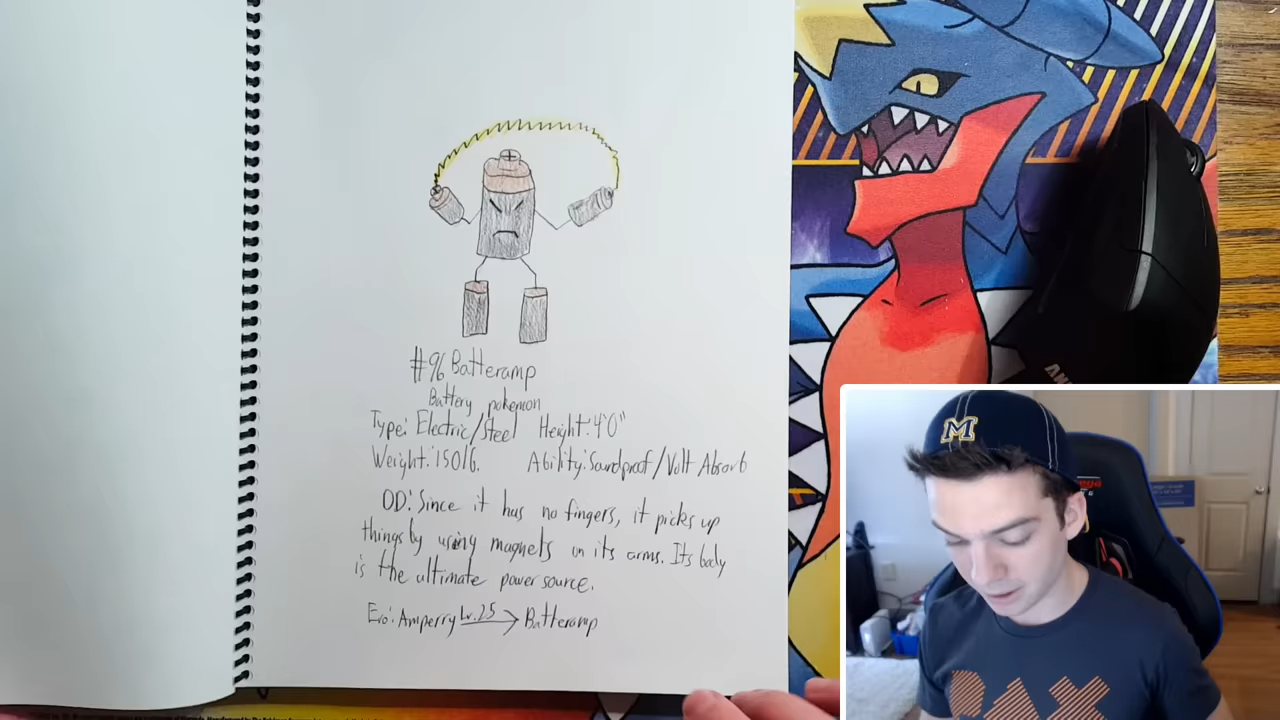 #96 Batteramp
Battery pokemon
Type: Electric/Steel Height: 4'0"
Weight: 150lb. Ability: Soundproof/Volt Absorb
OD: Since it has no fingers, it picks up
things by using magnets on its arms. Its body
is the ultimate power source.
Evo: Amperry Lv. 25 → Batteramp
M
PAX